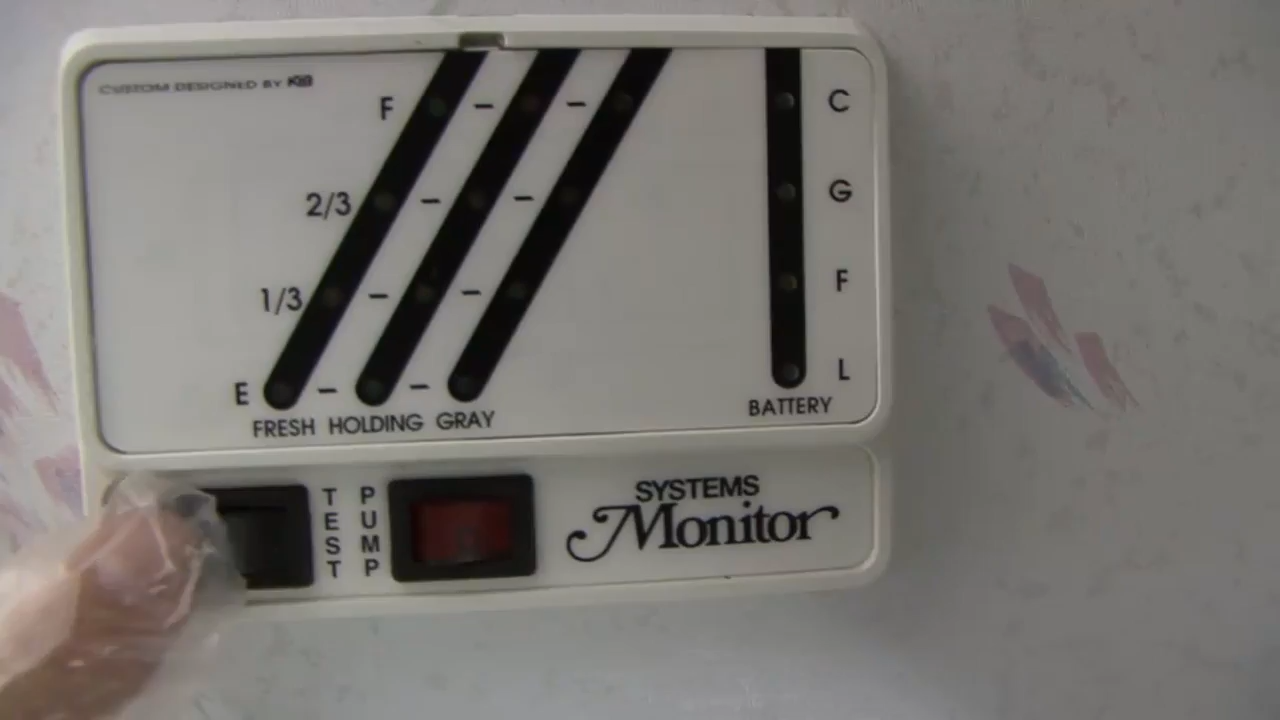 CUSTOM DESIGNED BY KIB
F - - C
2/3 - - G
1/3 - - F
E - - L
FRESH HOLDING GRAY BATTERY
TEST
PUMP
SYSTEMS
Monitor